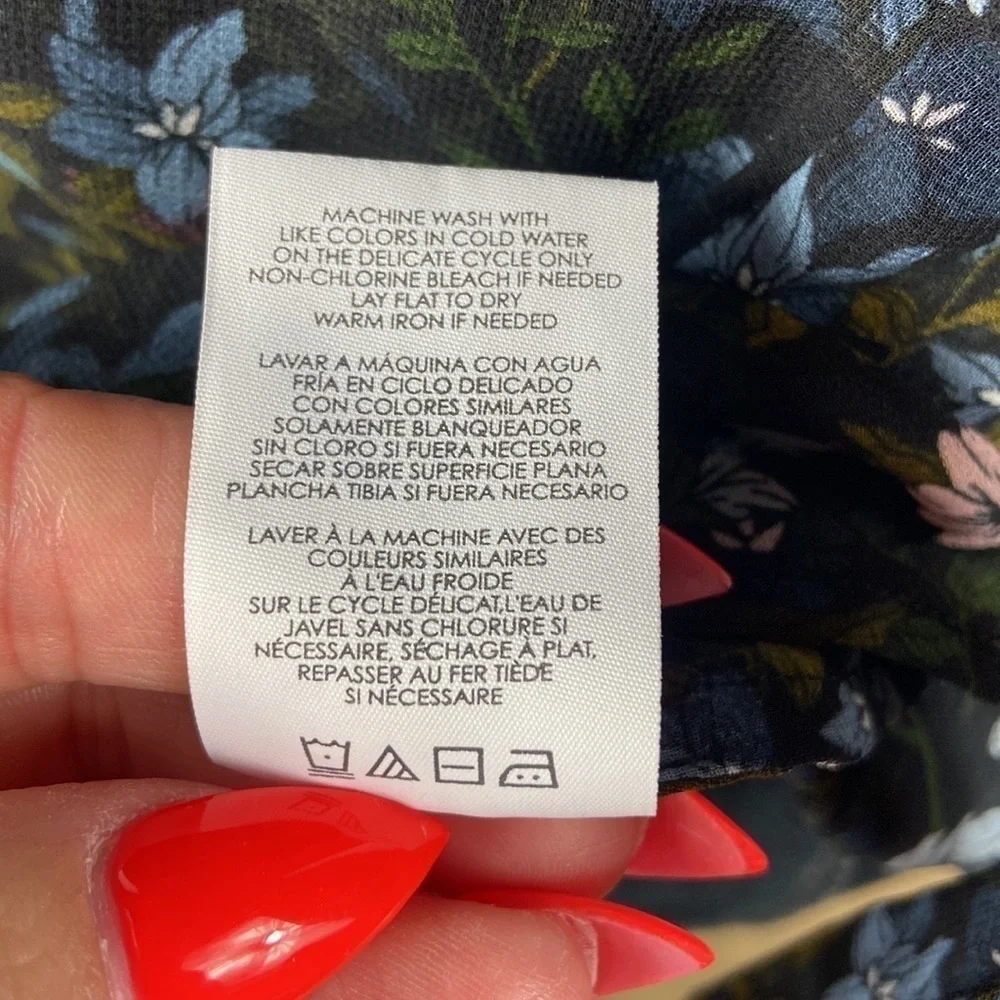 MACHINE WASH WITH
LIKE COLORS IN COLD WATER
ON THE DELICATE CYCLE ONLY
NON-CHLORINE BLEACH IF NEEDED
LAY FLAT TO DRY
WARM IRON IF NEEDED
LAVAR A MÁQUINA CON AGUA
FRÍA EN CICLO DELICADO
CON COLORES SIMILARES
SOLAMENTE BLANQUEADOR
SIN CLORO SI FUERA NECESARIO
SECAR SOBRE SUPERFICIE PLANA
PLANCHA TIBIA SI FUERA NECESARIO
LAVER À LA MACHINE AVEC DES
COULEURS SIMILAIRES
À L'EAU FROIDE
SUR LE CYCLE DÉLICAT,L'EAU DE
JAVEL SANS CHLORURE SI
NÉCESSAIRE, SÉCHAGE À PLAT,
REPASSER AU FER TIÈDE
SI NÉCESSAIRE